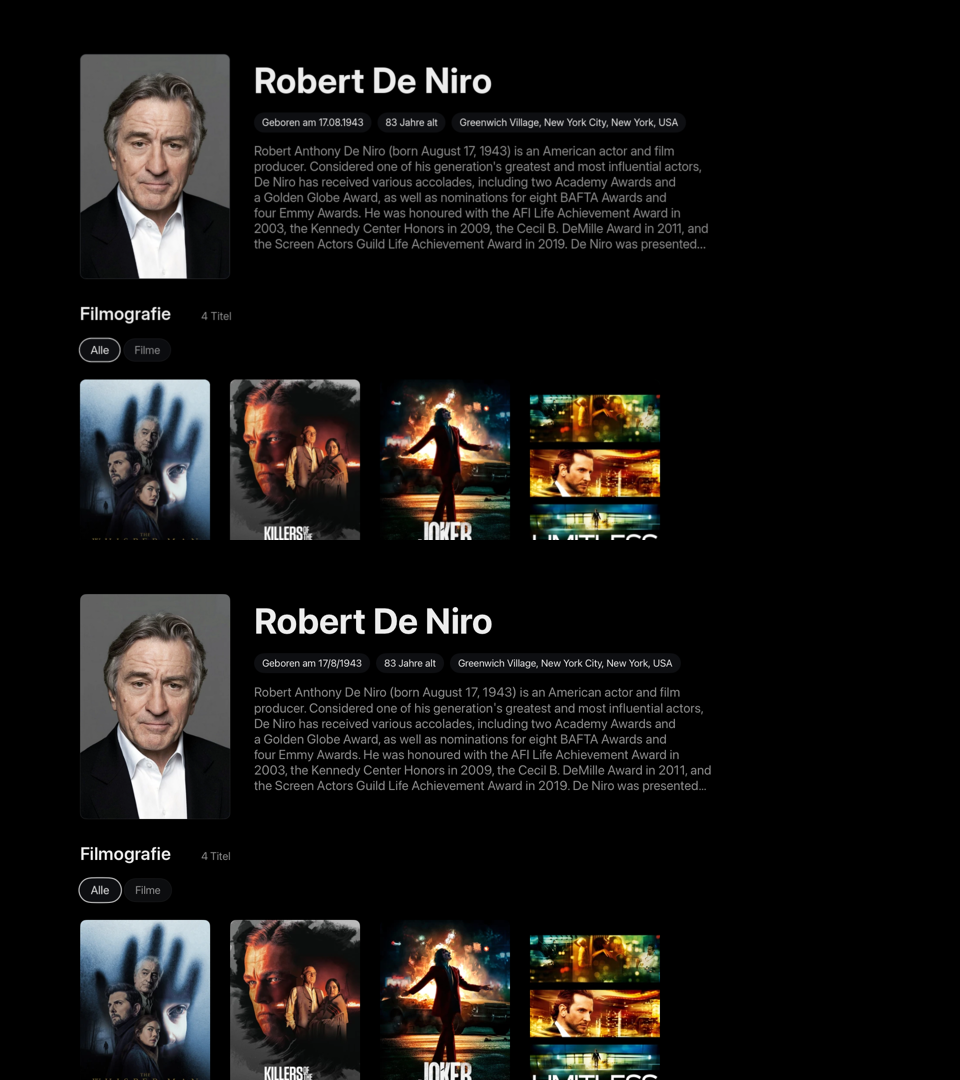 Robert De Niro
Geboren am 17.08.1943
83 Jahre alt
Greenwich Village, New York City, New York, USA
Robert Anthony De Niro (born August 17, 1943) is an American actor and film
producer. Considered one of his generation's greatest and most influential actors,
De Niro has received various accolades, including two Academy Awards and
a Golden Globe Award, as well as nominations for eight BAFTA Awards and
four Emmy Awards. He was honoured with the AFI Life Achievement Award in
2003, the Kennedy Center Honors in 2009, the Cecil B. DeMille Award in 2011, and
the Screen Actors Guild Life Achievement Award in 2019. De Niro was presented...
Filmografie
4 Titel
Alle
Filme
THE
KILLERS OF THE
JOKER
LIMITLESS
Robert De Niro
Geboren am 17/8/1943
83 Jahre alt
Greenwich Village, New York City, New York, USA
Robert Anthony De Niro (born August 17, 1943) is an American actor and film
producer. Considered one of his generation's greatest and most influential actors,
De Niro has received various accolades, including two Academy Awards and
a Golden Globe Award, as well as nominations for eight BAFTA Awards and
four Emmy Awards. He was honoured with the AFI Life Achievement Award in
2003, the Kennedy Center Honors in 2009, the Cecil B. DeMille Award in 2011, and
the Screen Actors Guild Life Achievement Award in 2019. De Niro was presented...
Filmografie
4 Titel
Alle
Filme
THE
KILLERS OF THE
JOKER
LIMITLESS